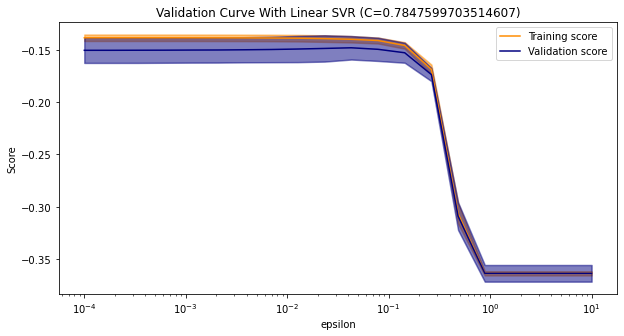 Validation Curve With Linear SVR (C=0.7847599703514607)
Training score
Validation score
−0.15
−0.20
−0.25
−0.30
−0.35
Score
10⁻⁴
10⁻³
10⁻²
10⁻¹
10⁰
10¹
epsilon